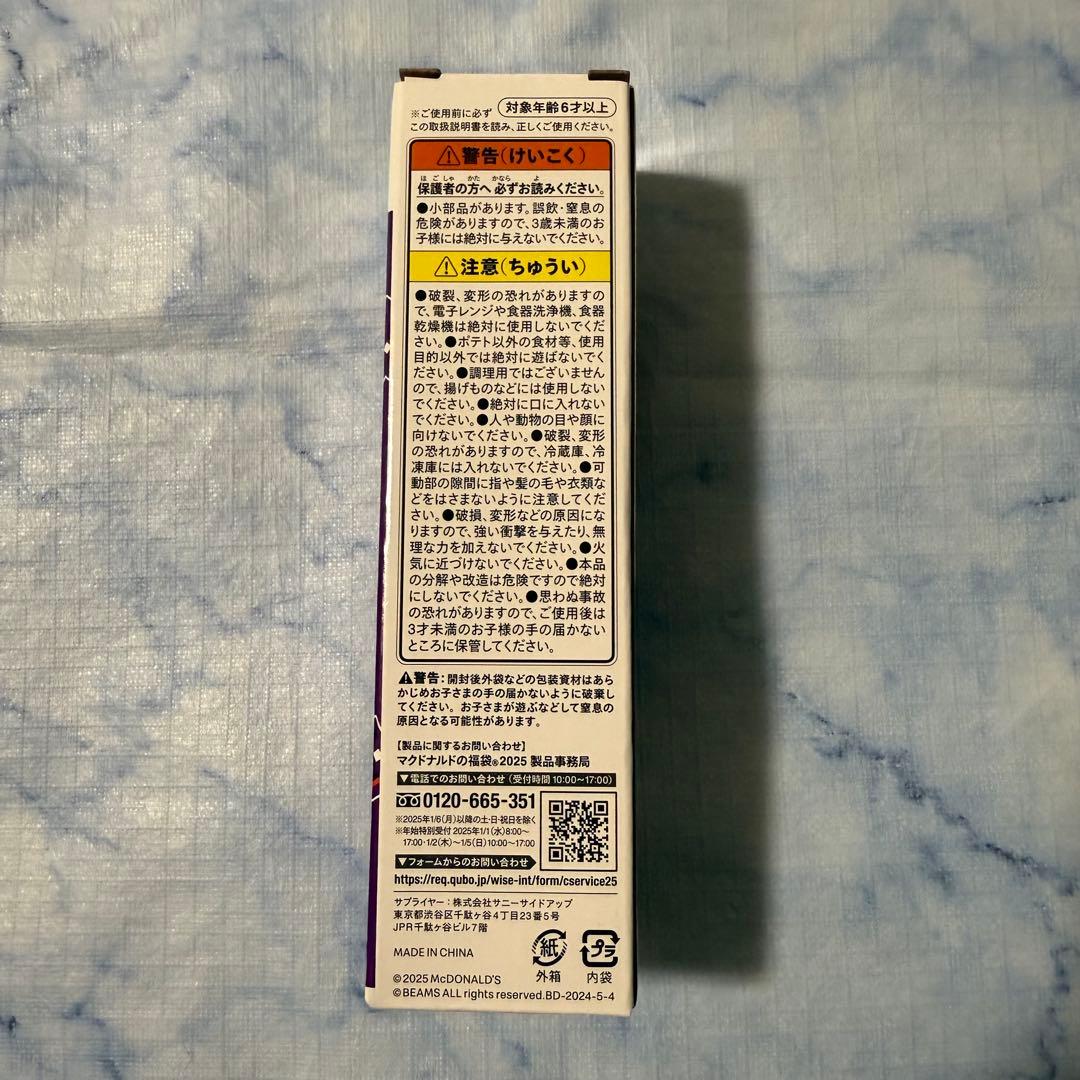 ※ご使用前に必ず 対象年齢6才以上
この取扱説明書を読み、正しくご使用ください。
⚠警告(けいこく)
ほごしゃ かた かなら よ
保護者の方へ 必ずお読みください。
●小部品があります。誤飲・窒息の
危険がありますので、3歳未満のお
子様には絶対に与えないでください。
⚠注意(ちゅうい)
●破裂、変形の恐れがありますの
で、電子レンジや食器洗浄機、食器
乾燥機は絶対に使用しないでくだ
さい。●ポテト以外の食材等、使用
目的以外では絶対に遊ばないでく
ださい。●調理用ではございません
ので、揚げものなどには使用しない
でください。●絶対に口に入れない
でください。●人や動物の目や顔に
向けないでください。●破裂、変形
の恐れがありますので、冷蔵庫、冷
凍庫には入れないでください。●可
動部の隙間に指や髪の毛や衣類な
どをはさまないように注意してくだ
さい。●破損、変形などの原因にな
りますので、強い衝撃を与えたり、無
理な力を加えないでください。●火
気に近づけないでください。●本品
の分解や改造は危険ですので絶対
にしないでください。●思わぬ事故
の恐れがありますので、ご使用後は
3才未満のお子様の手の届かない
ところに保管してください。
⚠警告:開封後外袋などの包装資材はあら
かじめお子さまの手の届かないように破棄し
てください。お子さまが遊ぶなどして窒息の
原因となる可能性があります。
【製品に関するお問い合わせ】
マクドナルドの福袋®2025 製品事務局
▼電話でのお問い合わせ(受付時間 10:00〜17:00)
0120-665-351
※2025年1/6(月)以降の土・日・祝日を除く
※年始特別受付 2025年1/1(水)8:00〜
17:00・1/2(木)〜1/5(日)10:00〜17:00
▼フォームからのお問い合わせ
https://req.qubo.jp/wise-int/form/cservice25
サプライヤー:株式会社サニーサイドアップ
東京都渋谷区千駄ヶ谷4丁目23番5号
JPR千駄ヶ谷ビル7階
MADE IN CHINA
紙 外箱
プラ 内袋
©2025 McDONALD'S
©BEAMS ALL rights reserved.BD-2024-5-4